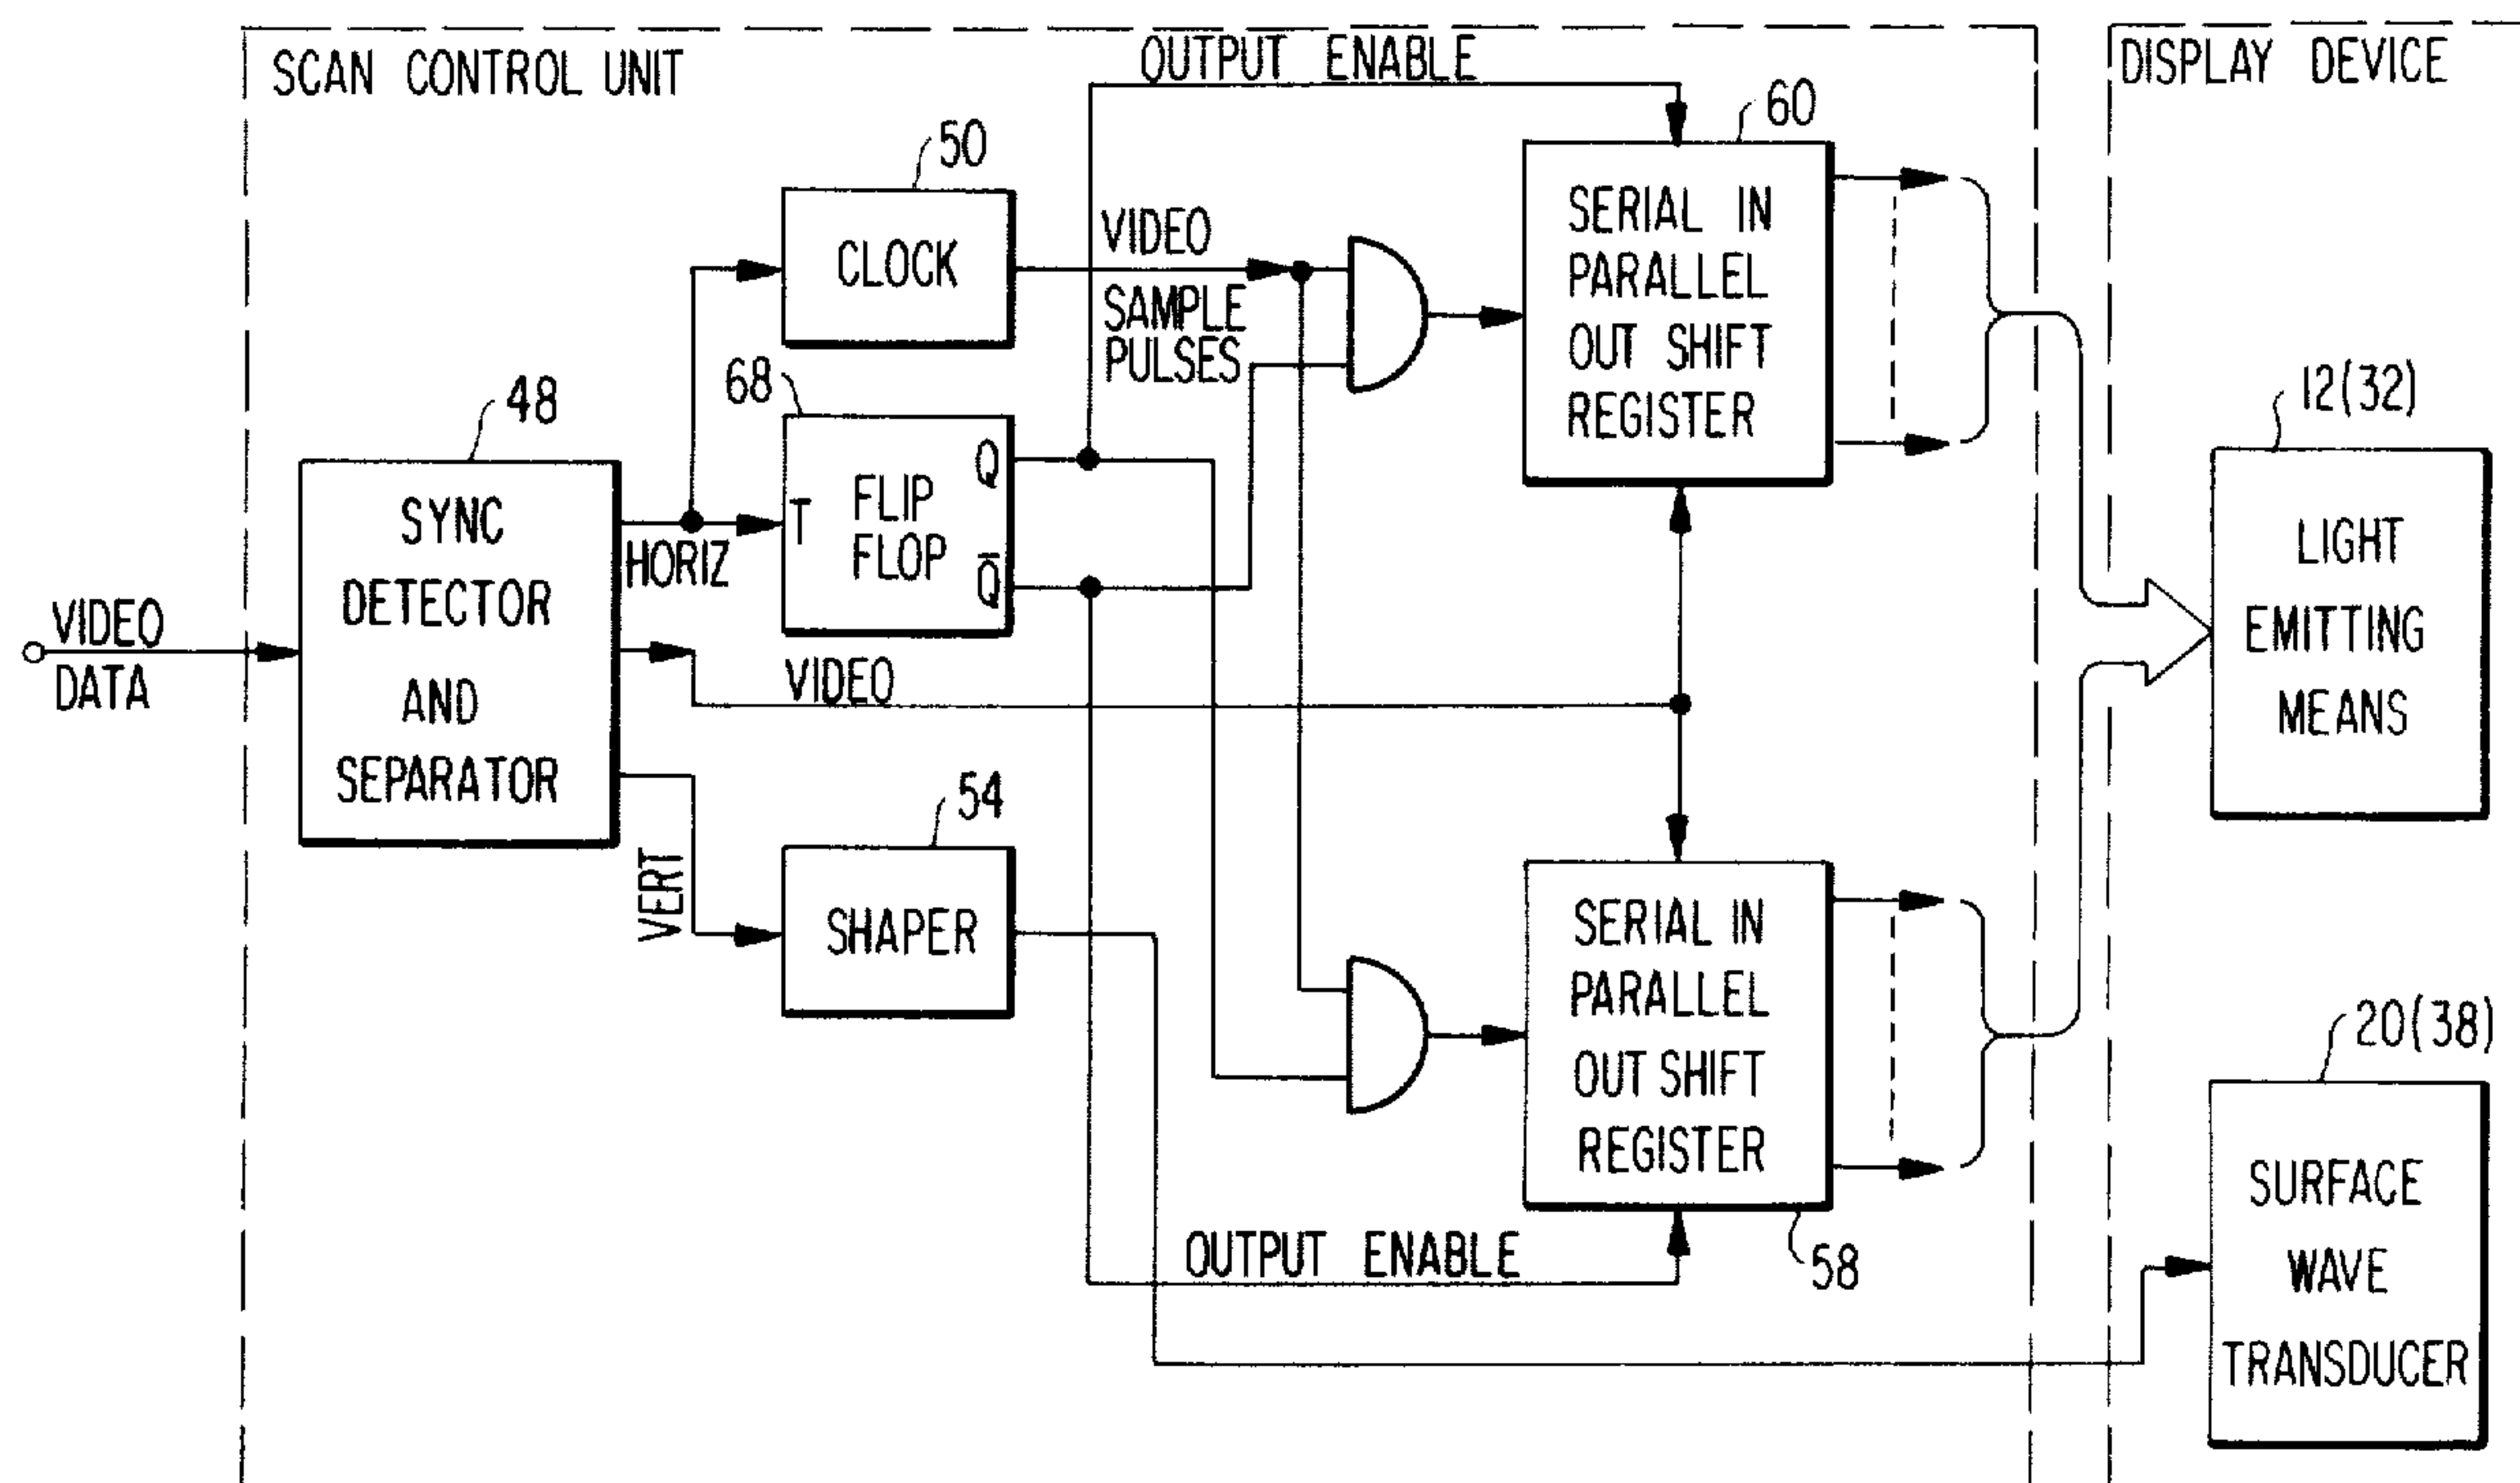 SCAN CONTROL UNIT
OUTPUT ENABLE
DISPLAY DEVICE
60
50
CLOCK
VIDEO
SAMPLE
PULSES
SERIAL IN
PARALLEL
OUT SHIFT
REGISTER
68
T
FLIP
FLOP
Q
Q̅
48
SYNC
DETECTOR
AND
SEPARATOR
HORIZ
12(32)
LIGHT
EMITTING
MEANS
VIDEO
DATA
VIDEO
VERT
54
SHAPER
SERIAL IN
PARALLEL
OUT SHIFT
REGISTER
58
OUTPUT ENABLE
20(38)
SURFACE
WAVE
TRANSDUCER